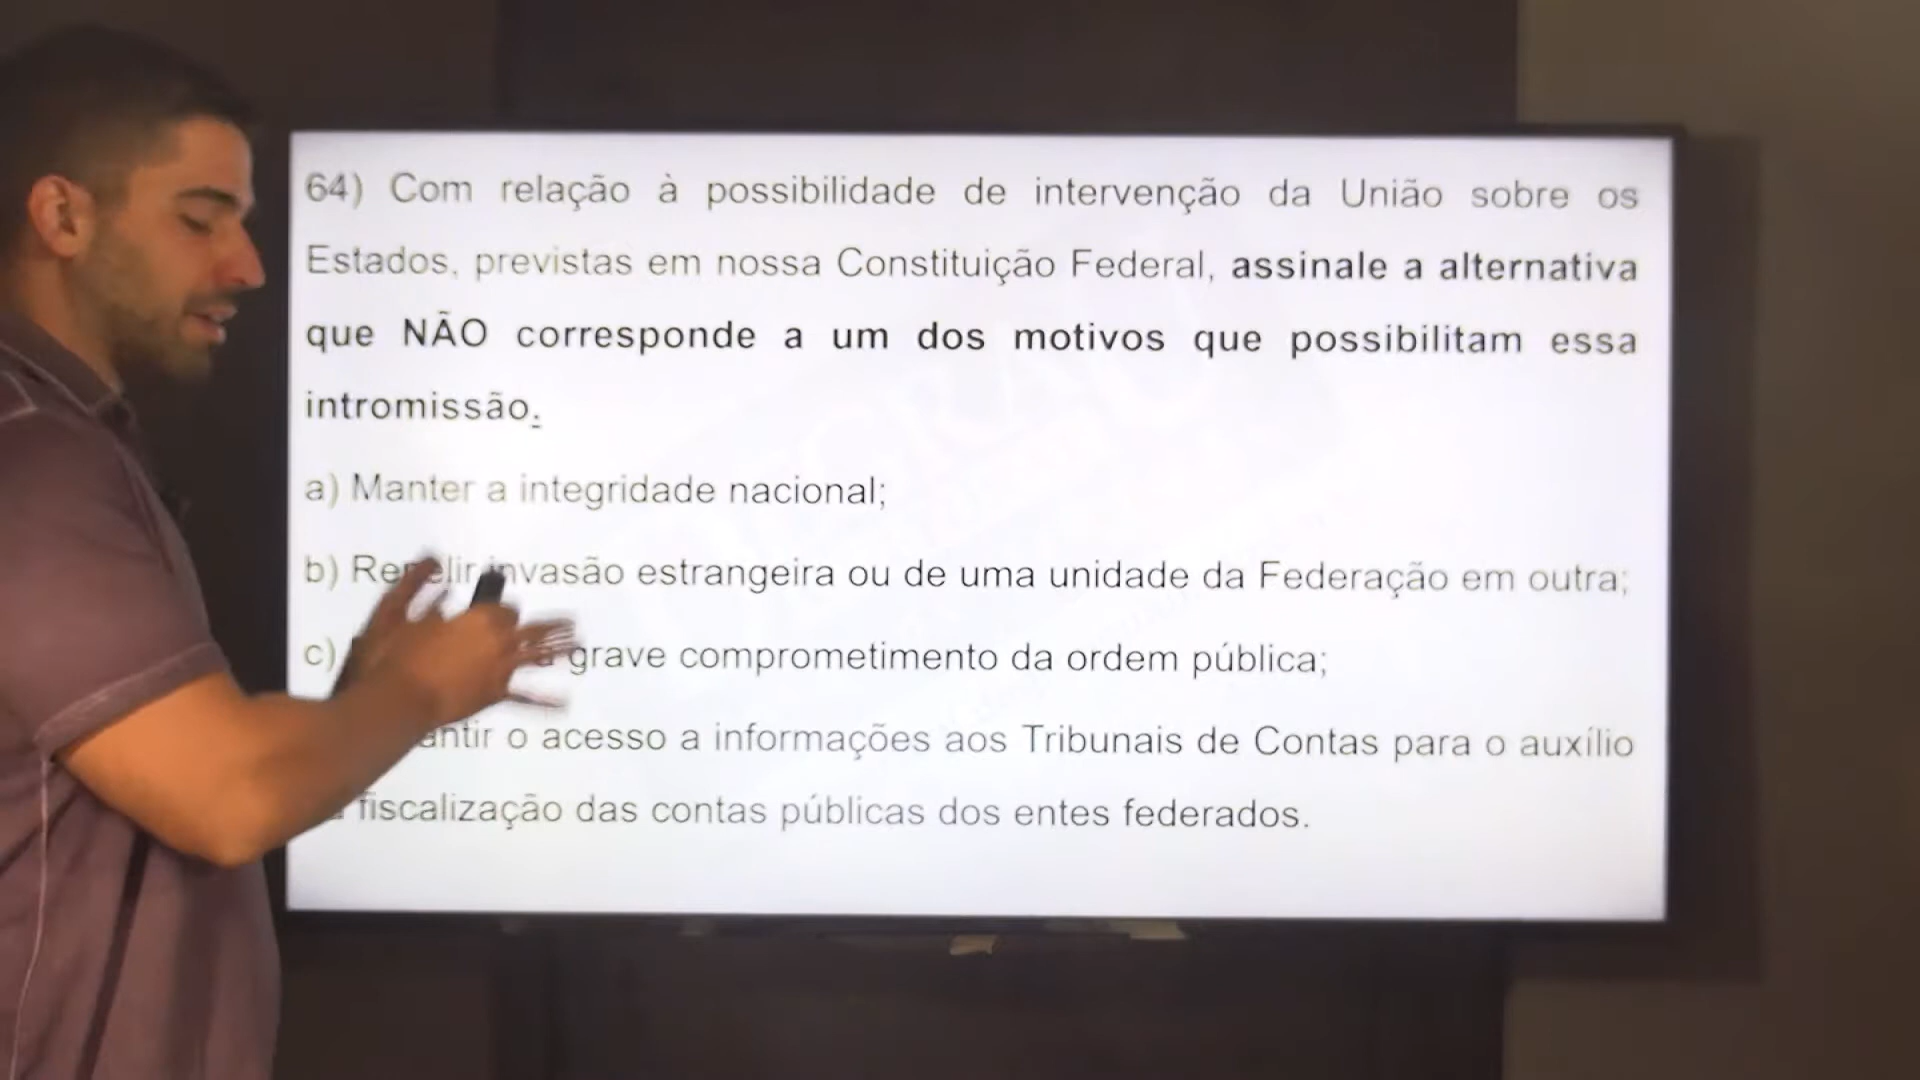 64) Com relação à possibilidade de intervenção da União sobre os
Estados, previstas em nossa Constituição Federal, assinale a alternativa
que NÃO corresponde a um dos motivos que possibilitam essa
intromissão.
a) Manter a integridade nacional;
b) Repelir invasão estrangeira ou de uma unidade da Federação em outra;
c) grave comprometimento da ordem pública;
o acesso a informações aos Tribunais de Contas para o auxílio
fiscalização das contas públicas dos entes federados.